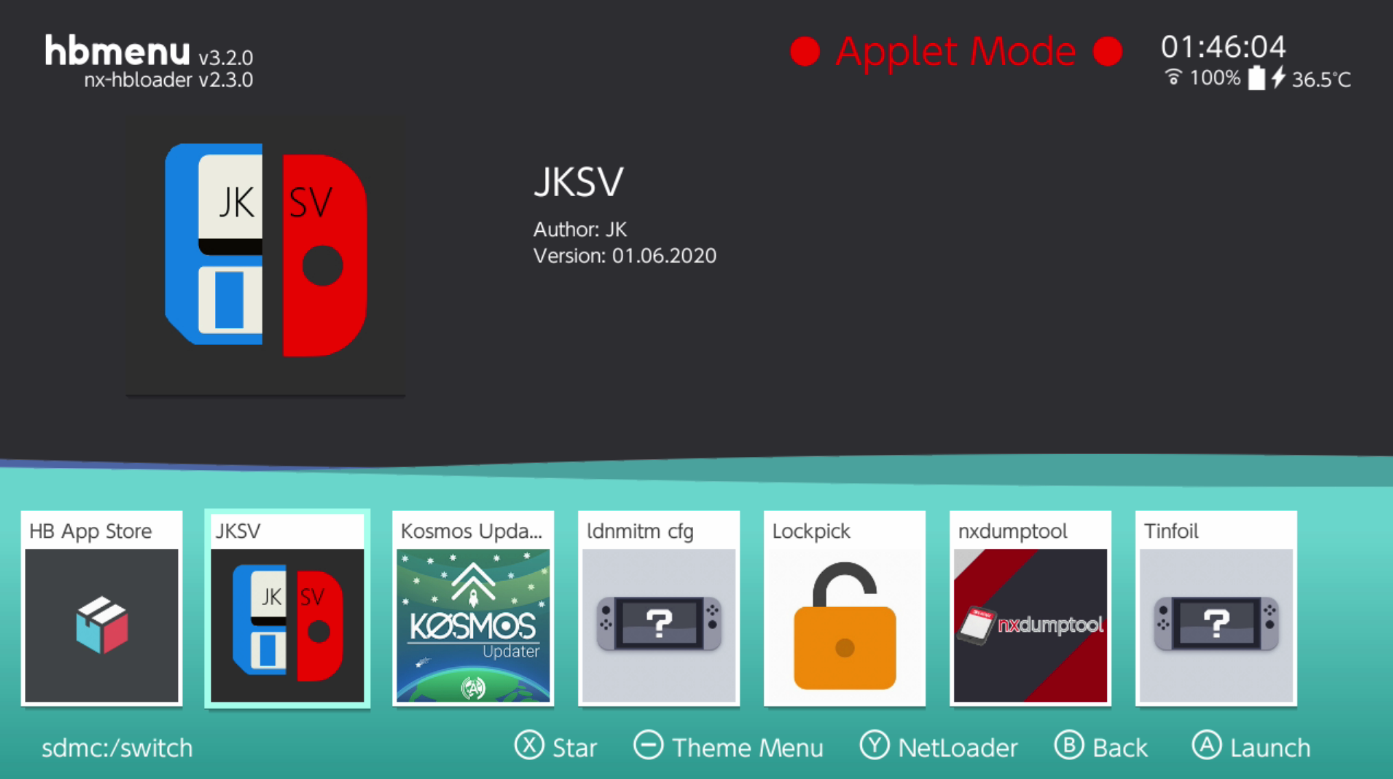 hbmenu v3.2.0
nx-hbloader v2.3.0
Applet Mode
01:46:04
100% 36.5°C
JK SV
JKSV
Author: JK
Version: 01.06.2020
HB App Store
JKSV
Kosmos Upda...
ldnmitm cfg
Lockpick
nxdumptool
Tinfoil
JK SV
KOSMOS
Updater
?
nxdumptool
?
sdmc:/switch
X Star
Theme Menu
Y NetLoader
B Back
A Launch